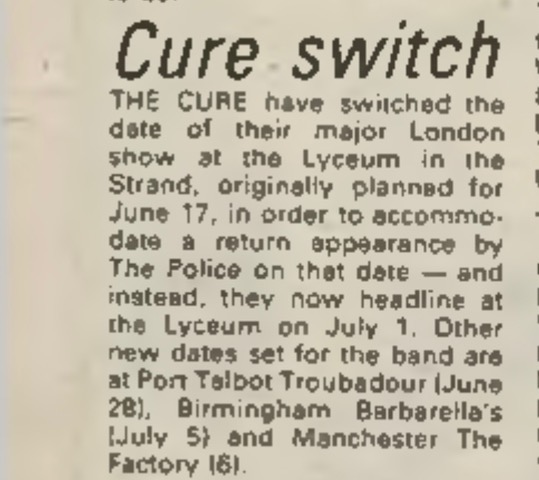 Cure switch
THE CURE have switched the
date of their major London
show at the Lyceum in the
Strand, originally planned for
June 17, in order to accommo-
date a return appearance by
The Police on that date — and
instead, they now headline at
the Lyceum on July 1. Other
new dates set for the band are
at Port Talbot Troubadour (June
28), Birmingham Barbarella's
(July 5) and Manchester The
Factory (6).